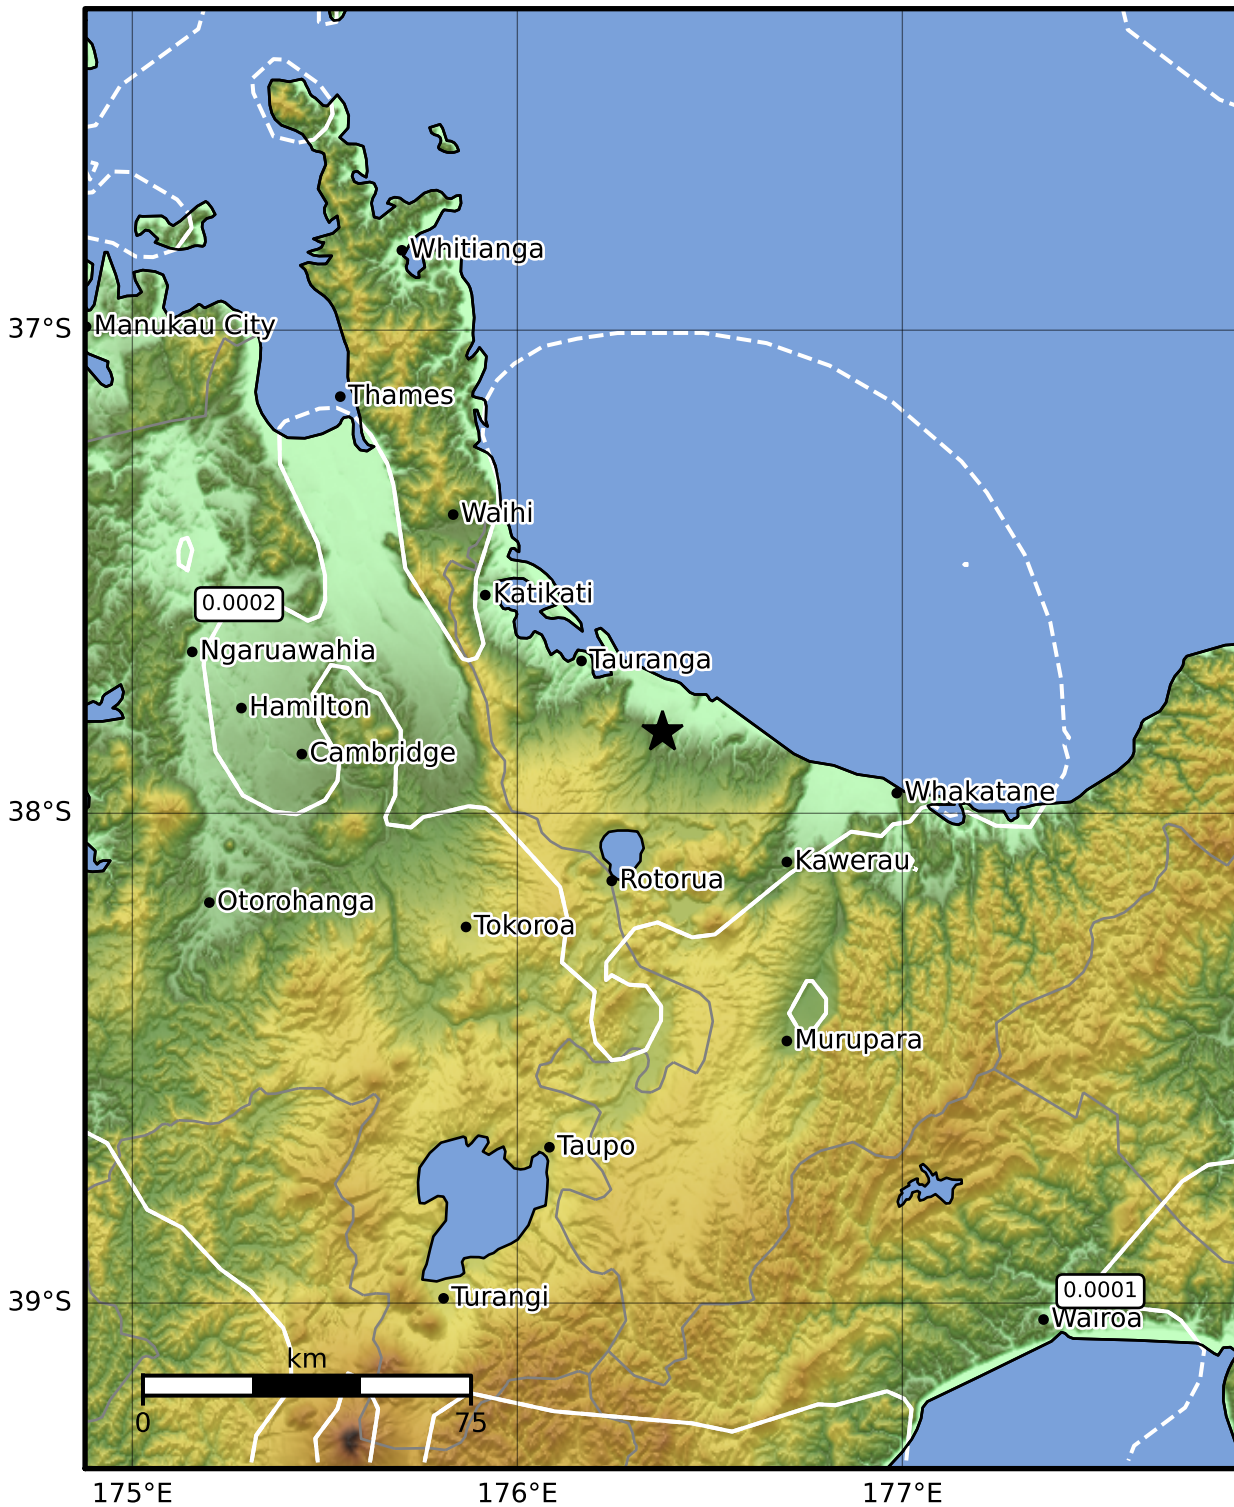 Whitianga
Manukau City
37°S
Thames
Waihi
Katikati
0.0002
Ngaruawahia
Tauranga
Hamilton
Cambridge
Whakatane
38°S
Kawerau
Rotorua
Otorohanga
Tokoroa
Murupara
Taupo
0.0001
39°S
Turangi
Wairoa
km
0
75
175°E
176°E
177°E